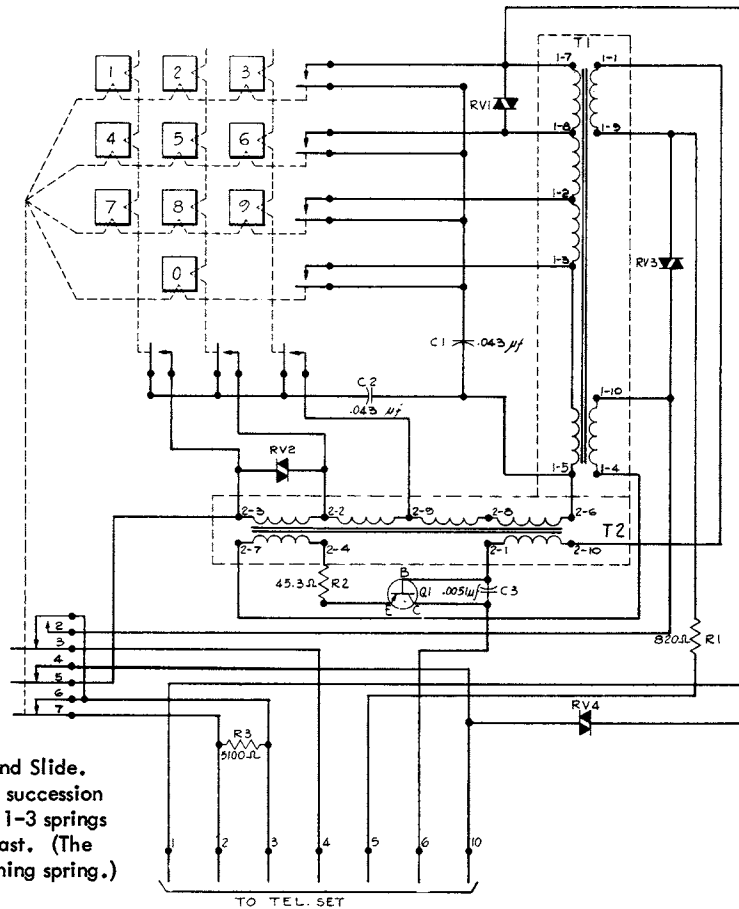 T1
1-7 1-1
1 2 3
RV1
1-8 1-9
4 5 6
1-2
7 8 9
1-3
RV3
0
C1 .043 µf
C2
.043 µf
1-10
RV2
1-5 1-4
2-3 2-2 2-9 2-8 2-6
T2
2-7 2-4 2-1 2-10
45.3Ω R2
B
Q1 .0051µf C3
E C
2
3
4
5
6
7
820Ω R1
RV4
R3
5100Ω
nd Slide.
succession
1-3 springs
ast. (The
ning spring.)
1 2 3 4 5 6 10
TO TEL. SET